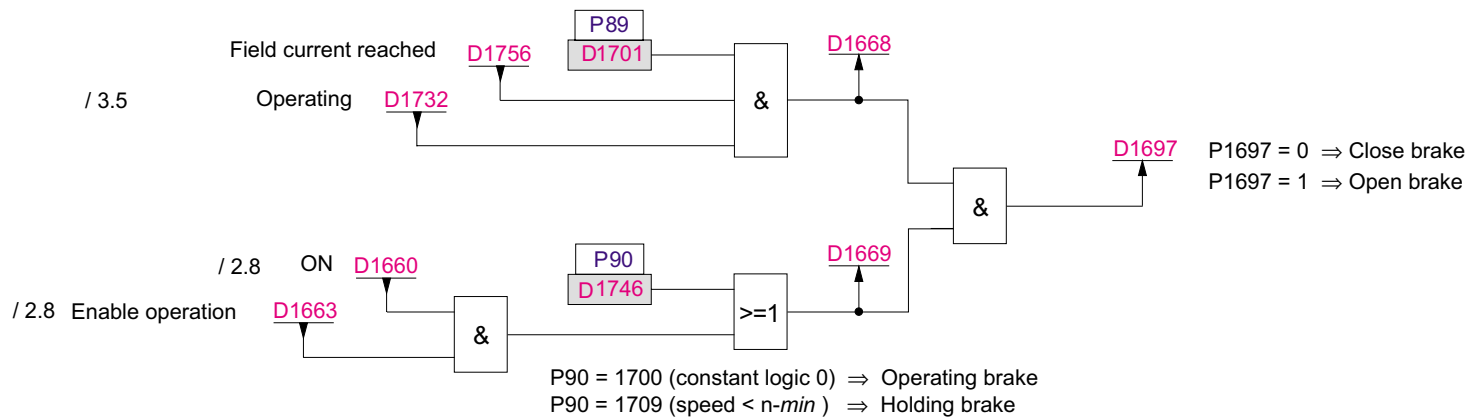 P89
Field current reached D1756 D1701 D1668
/ 3.5 Operating D1732 &
D1697 P1697 = 0 ⇒ Close brake
P1697 = 1 ⇒ Open brake
&
/ 2.8 ON D1660 P90 D1669
D1746
/ 2.8 Enable operation D1663 & >=1
P90 = 1700 (constant logic 0) ⇒ Operating brake
P90 = 1709 (speed < n-min ) ⇒ Holding brake